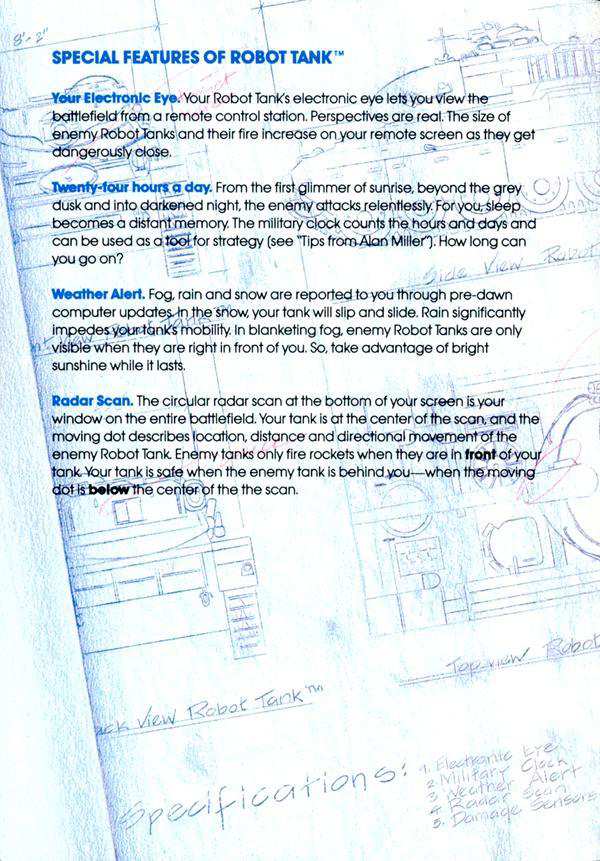 8'-2"
SPECIAL FEATURES OF ROBOT TANK™
Your Electronic Eye. Your Robot Tank's electronic eye lets you view the
battlefield from a remote control station. Perspectives are real. The size of
enemy Robot Tanks and their fire increase on your remote screen as they get
dangerously close.
Twenty-four hours a day. From the first glimmer of sunrise, beyond the grey
dusk and into darkened night, the enemy attacks relentlessly. For you, sleep
becomes a distant memory. The military clock counts the hours and days and
can be used as a tool for strategy (see "Tips from Alan Miller"). How long can
you go on?
Side View Robot
Weather Alert. Fog, rain and snow are reported to you through pre-dawn
computer updates. In the snow, your tank will slip and slide. Rain significantly
impedes your tank's mobility. In blanketing fog, enemy Robot Tanks are only
visible when they are right in front of you. So, take advantage of bright
sunshine while it lasts.
Radar Scan. The circular radar scan at the bottom of your screen is your
window on the entire battlefield. Your tank is at the center of the scan, and the
moving dot describes location, distance and directional movement of the
enemy Robot Tank. Enemy tanks only fire rockets when they are in front of your
tank. Your tank is safe when the enemy tank is behind you—when the moving
dot is below the center of the the scan.
Top View Robot
ack View Robot Tank™
Specifications:
1. Electronic Eye
2 Military Clock
3 Weather Alert
4 Radar Scan
5. Damage Sensors